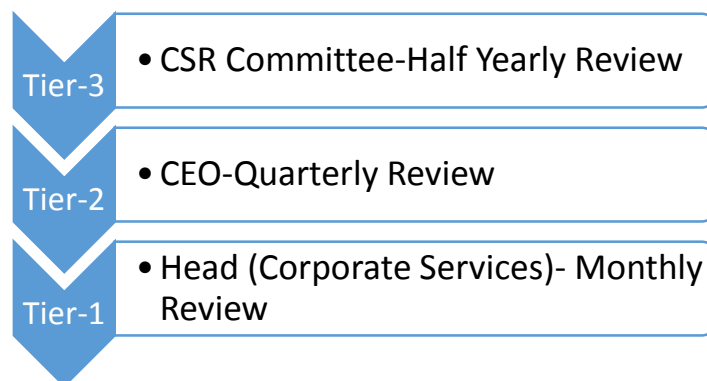 Tier-3
• CSR Committee-Half Yearly Review
Tier-2
• CEO-Quarterly Review
Tier-1
• Head (Corporate Services)- Monthly
Review